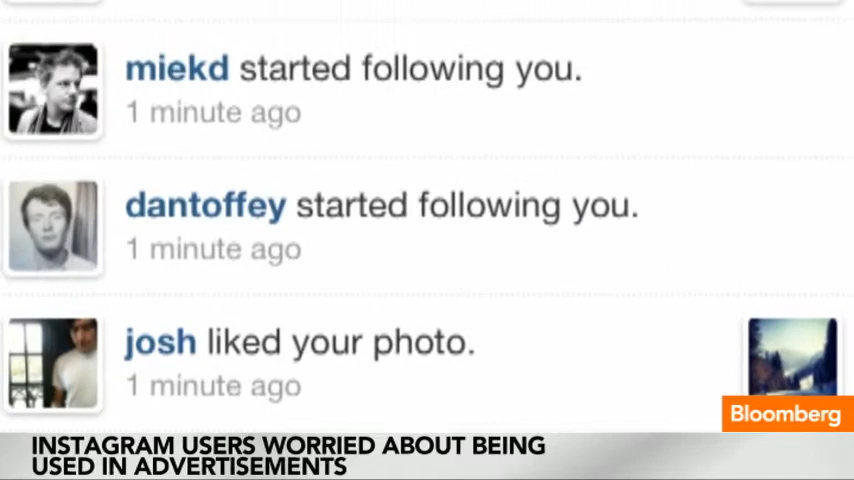 miekd started following you.
1 minute ago
dantoffey started following you.
1 minute ago
josh liked your photo.
1 minute ago
Bloomberg
INSTAGRAM USERS WORRIED ABOUT BEING
USED IN ADVERTISEMENTS